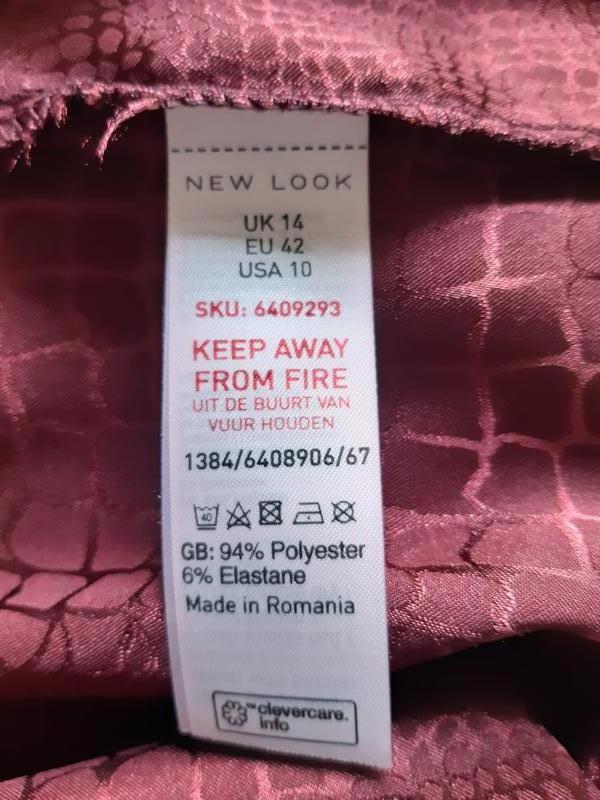 NEW LOOK
UK 14
EU 42
USA 10
SKU: 6409293
KEEP AWAY
FROM FIRE
UIT DE BUURT VAN
VUUR HOUDEN
1384/6408906/67
40
GB: 94% Polyester
6% Elastane
Made in Romania
™clevercare.
info